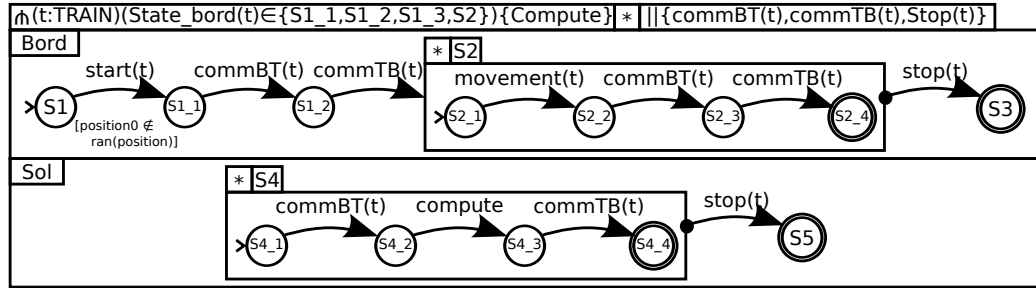 ⫛(t:TRAIN)(State_bord(t)∈{S1_1,S1_2,S1_3,S2}){Compute} * ||{commBT(t),commTB(t),Stop(t)}
Bord
* S2
start(t) commBT(t) commTB(t) movement(t) commBT(t) commTB(t) stop(t)
S1 S1_1 S1_2 S2_1 S2_2 S2_3 S2_4 S3
[position0 ∉
ran(position)]
Sol
* S4
commBT(t) compute commTB(t) stop(t)
S4_1 S4_2 S4_3 S4_4 S5